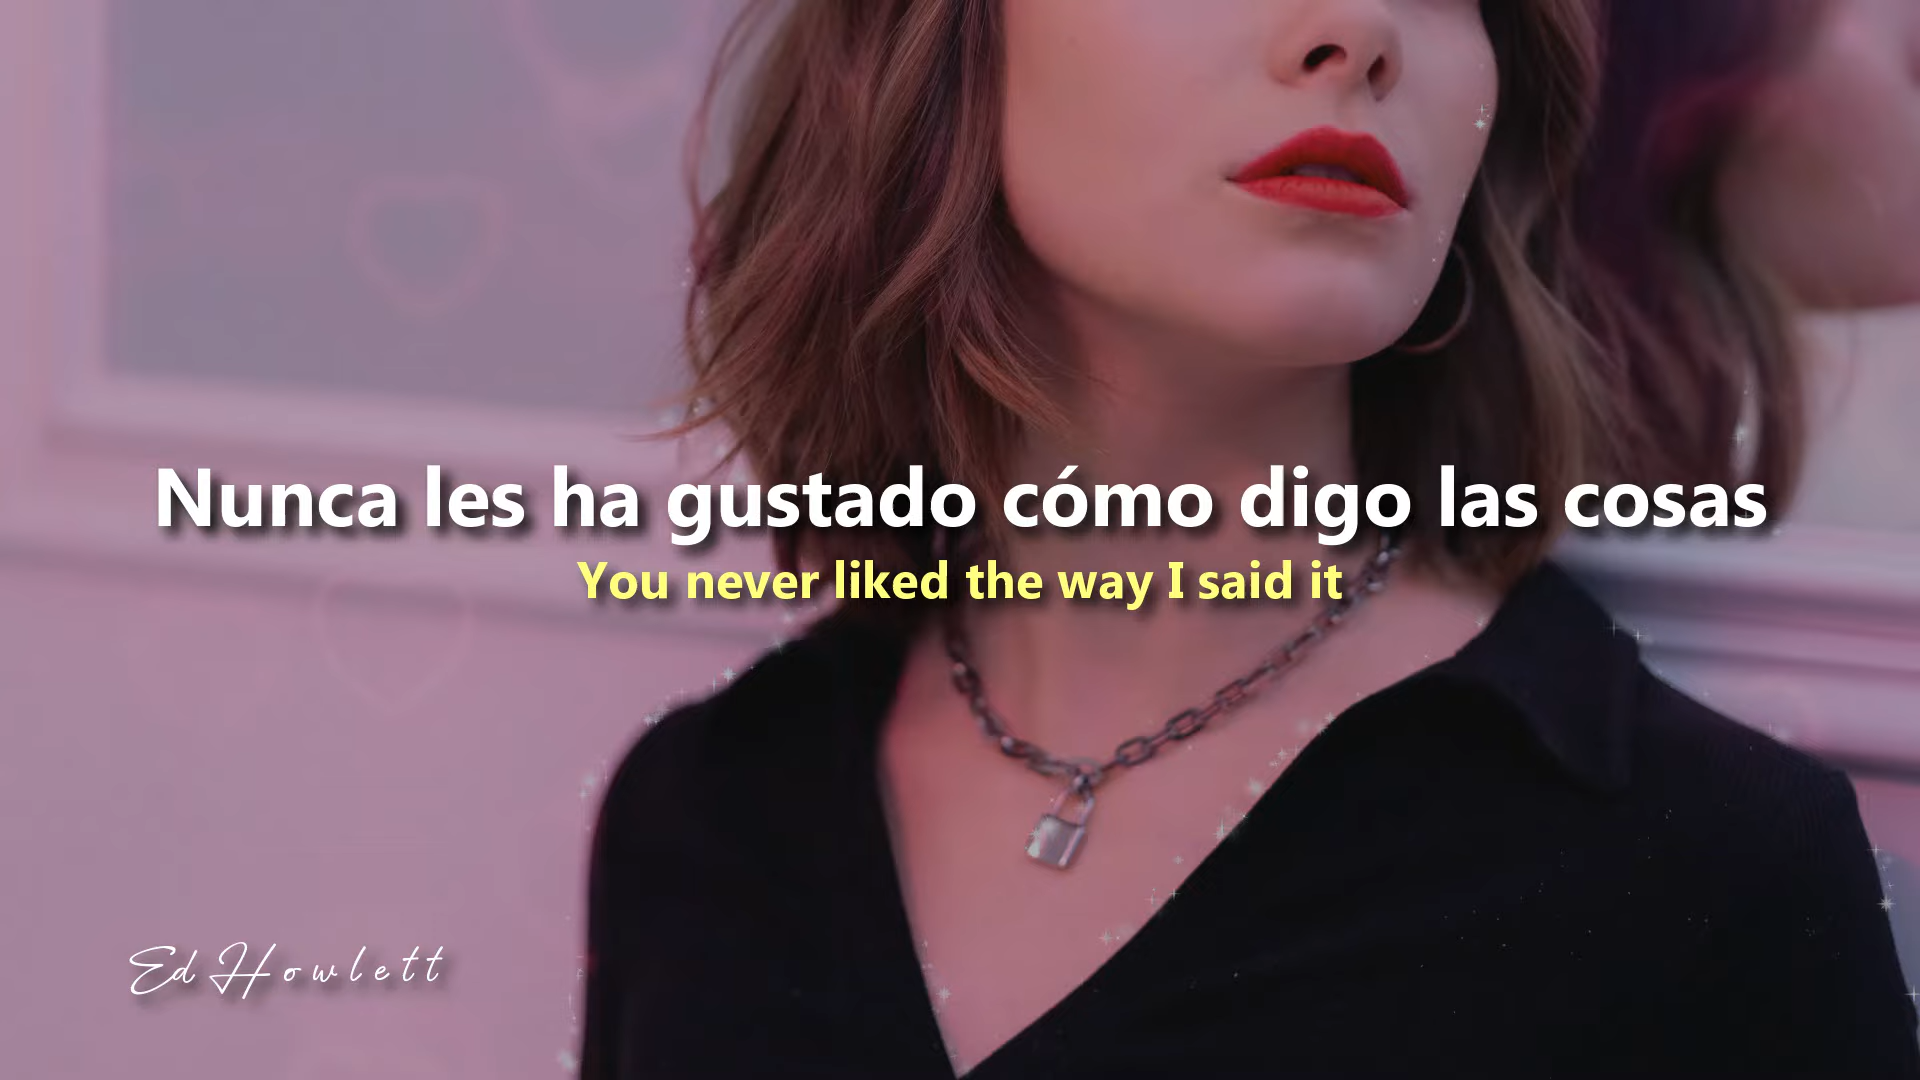 Nunca les ha gustado cómo digo las cosas
You never liked the way I said it
Ed Howlett